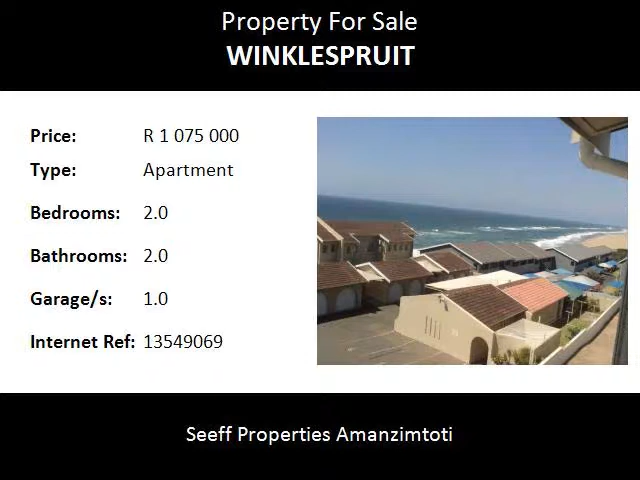 Property For Sale
WINKLESPRUIT
Price: R 1 075 000
Type: Apartment
Bedrooms: 2.0
Bathrooms: 2.0
Garage/s: 1.0
Internet Ref: 13549069
Seeff Properties Amanzimtoti